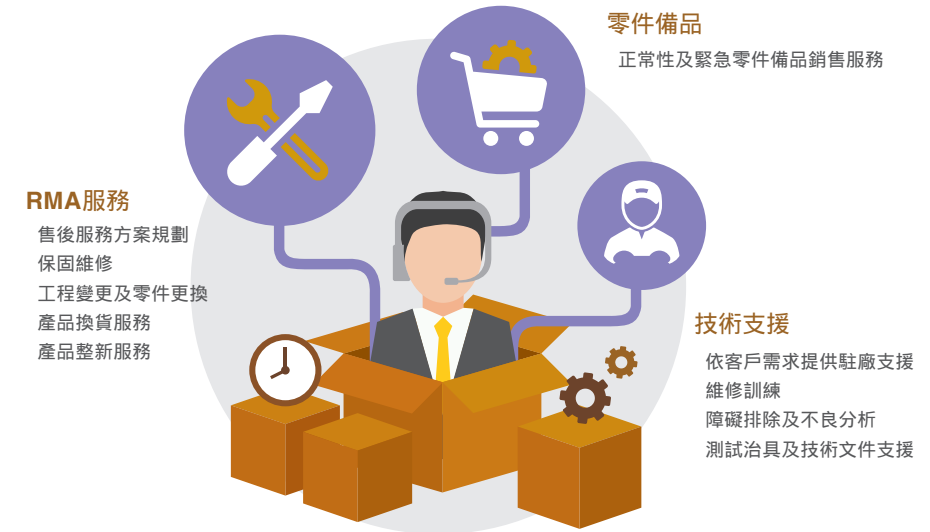 零件備品
正常性及緊急零件備品銷售服務
RMA服務
售後服務方案規劃
保固維修
工程變更及零件更換
產品換貨服務
產品整新服務
技術支援
依客戶需求提供駐廠支援
維修訓練
障礙排除及不良分析
測試治具及技術文件支援